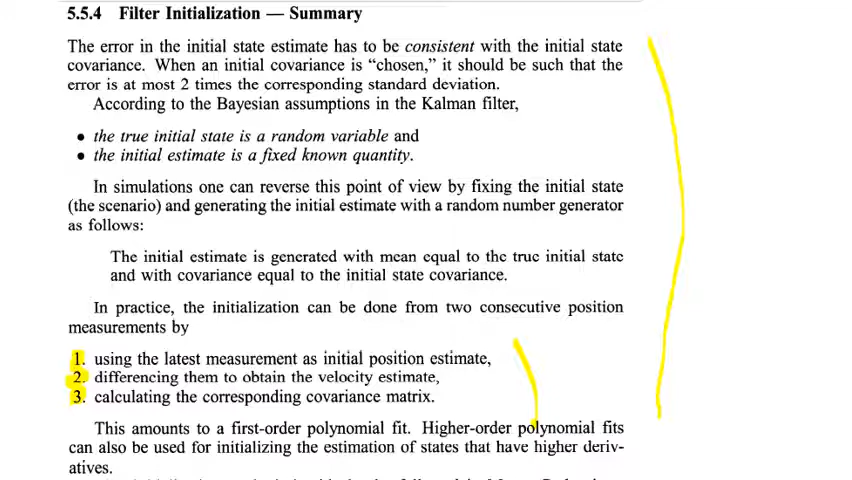 5.5.4 Filter Initialization — Summary
The error in the initial state estimate has to be consistent with the initial state
covariance. When an initial covariance is “chosen,” it should be such that the
error is at most 2 times the corresponding standard deviation.
According to the Bayesian assumptions in the Kalman filter,
• the true initial state is a random variable and
• the initial estimate is a fixed known quantity.
In simulations one can reverse this point of view by fixing the initial state
(the scenario) and generating the initial estimate with a random number generator
as follows:
The initial estimate is generated with mean equal to the true initial state
and with covariance equal to the initial state covariance.
In practice, the initialization can be done from two consecutive position
measurements by
1. using the latest measurement as initial position estimate,
2. differencing them to obtain the velocity estimate,
3. calculating the corresponding covariance matrix.
This amounts to a first-order polynomial fit. Higher-order polynomial fits
can also be used for initializing the estimation of states that have higher deriv-
atives.